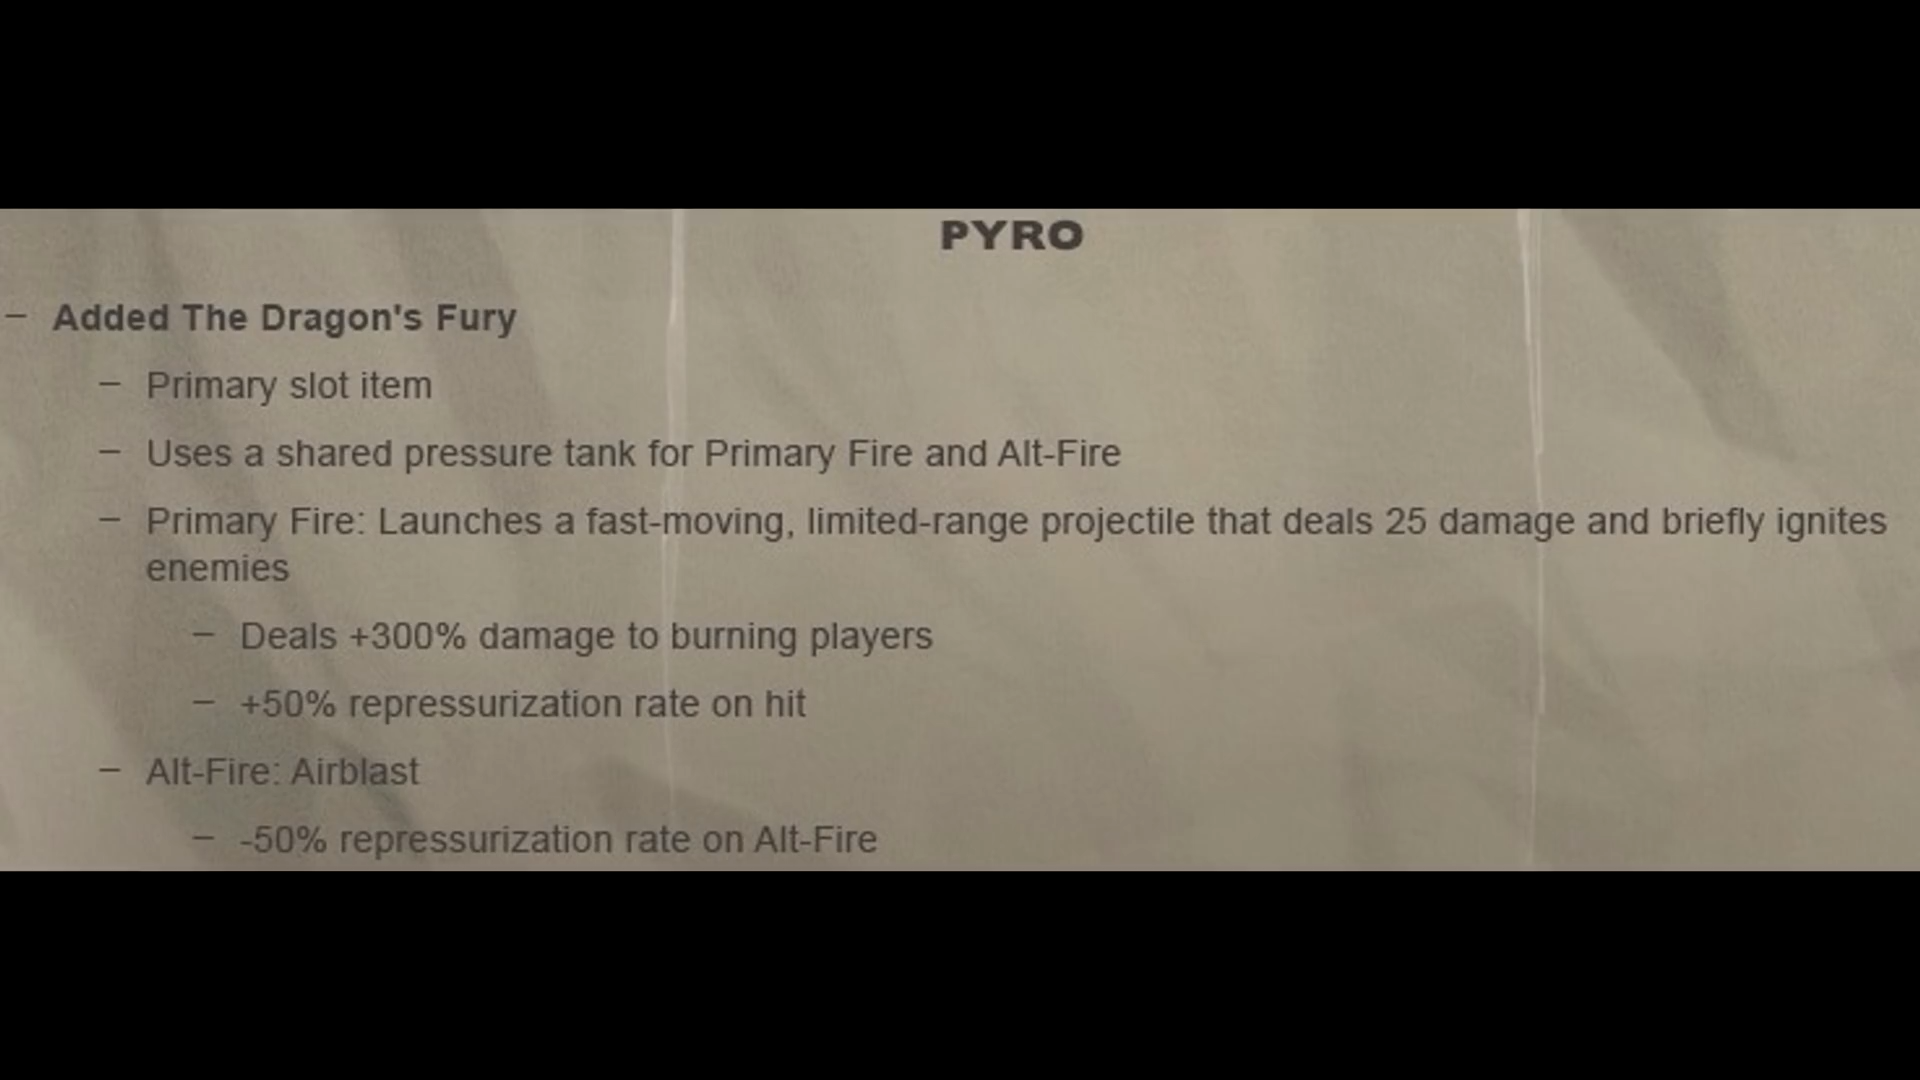 PYRO
– Added The Dragon's Fury
– Primary slot item
– Uses a shared pressure tank for Primary Fire and Alt-Fire
– Primary Fire: Launches a fast-moving, limited-range projectile that deals 25 damage and briefly ignites
enemies
– Deals +300% damage to burning players
– +50% repressurization rate on hit
– Alt-Fire: Airblast
– -50% repressurization rate on Alt-Fire